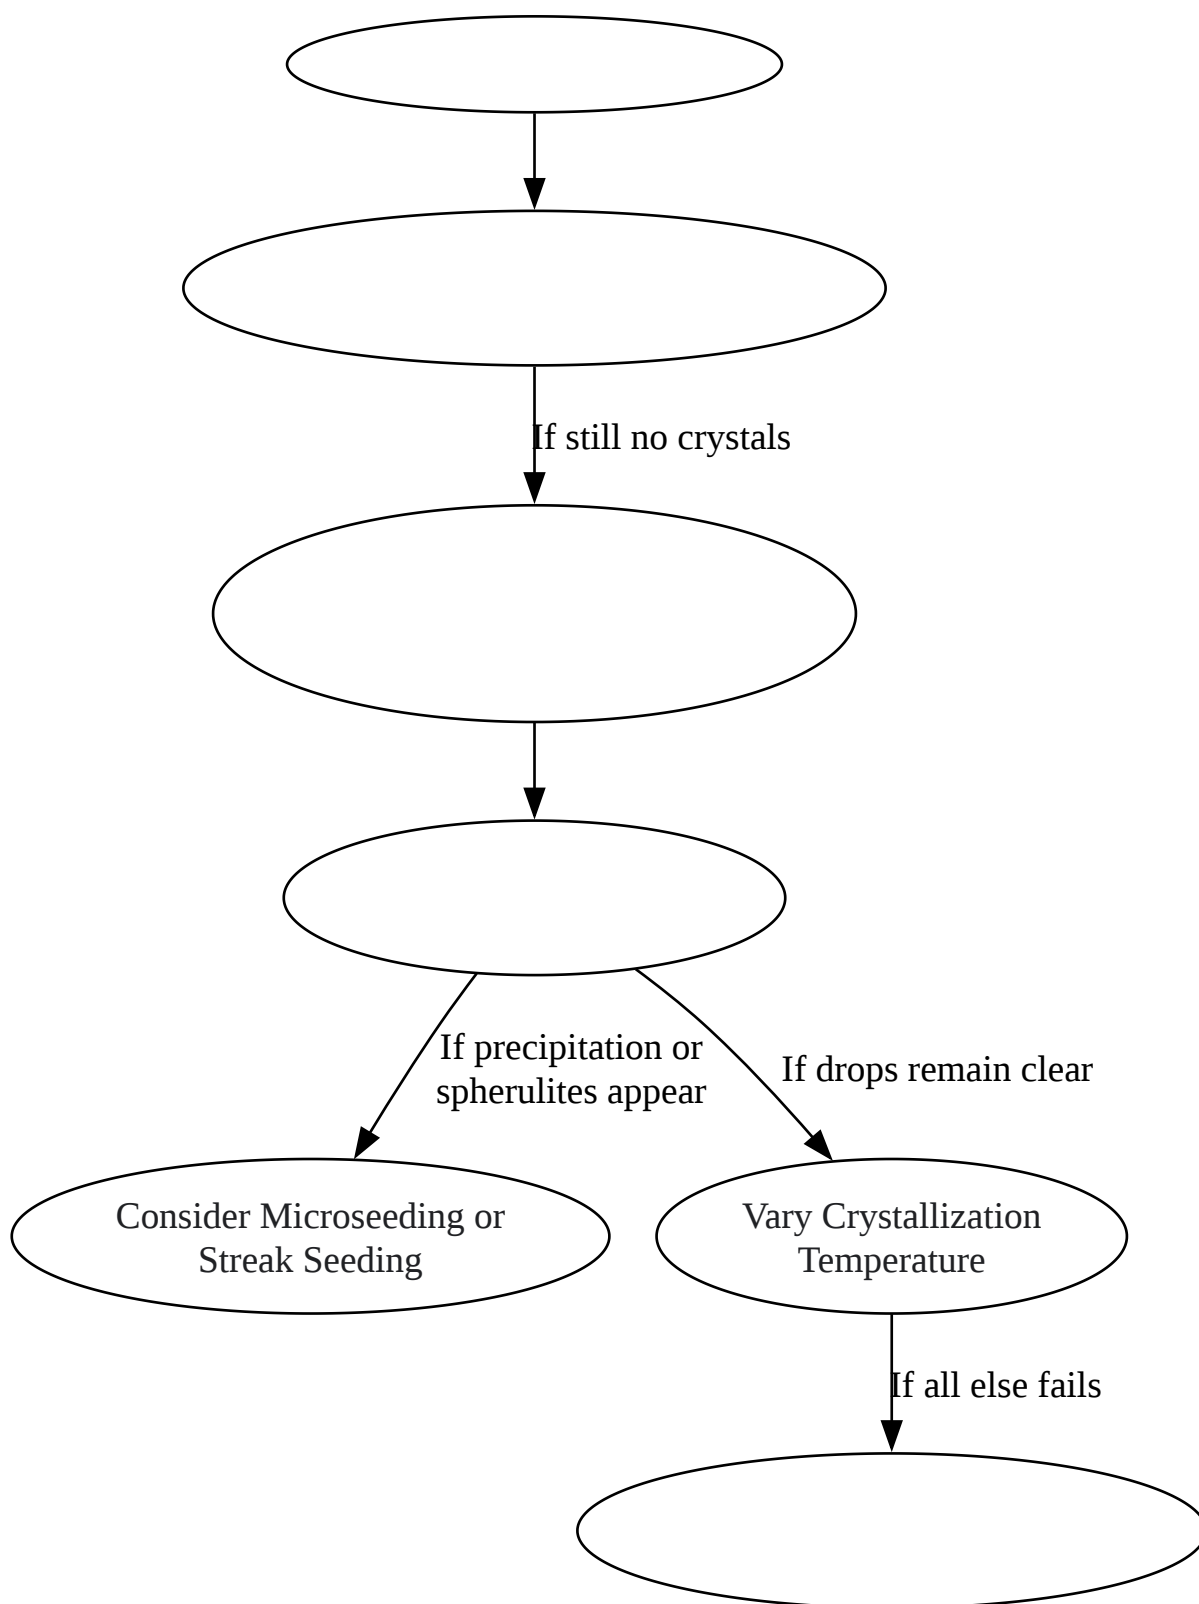 If still no crystals
If precipitation or
spherulites appear
If drops remain clear
Consider Microseeding or
Streak Seeding
Vary Crystallization
Temperature
If all else fails